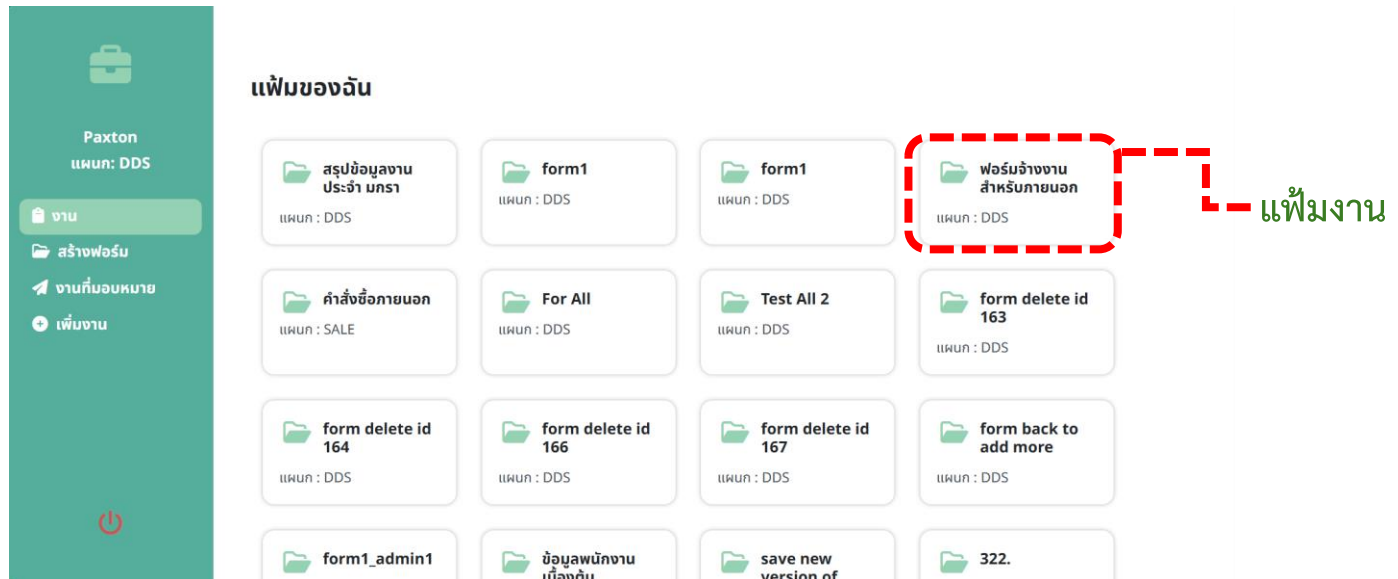 Paxton
แผนก: DDS
งาน
สร้างฟอร์ม
งานที่มอบหมาย
เพิ่มงาน
แฟ้มของฉัน
สรุปข้อมูลงาน
ประจำ มกรา
แผนก : DDS
form1
แผนก : DDS
form1
แผนก : DDS
ฟอร์มจ้างงาน
สำหรับภายนอก
แผนก : DDS
แฟ้มงาน
คำสั่งซื้อภายนอก
แผนก : SALE
For All
แผนก : DDS
Test All 2
แผนก : DDS
form delete id
163
แผนก : DDS
form delete id
164
แผนก : DDS
form delete id
166
แผนก : DDS
form delete id
167
แผนก : DDS
form back to
add more
แผนก : DDS
form1_admin1
ข้อมูลพนักงาน
เบื้องต้น
save new
version of
322.